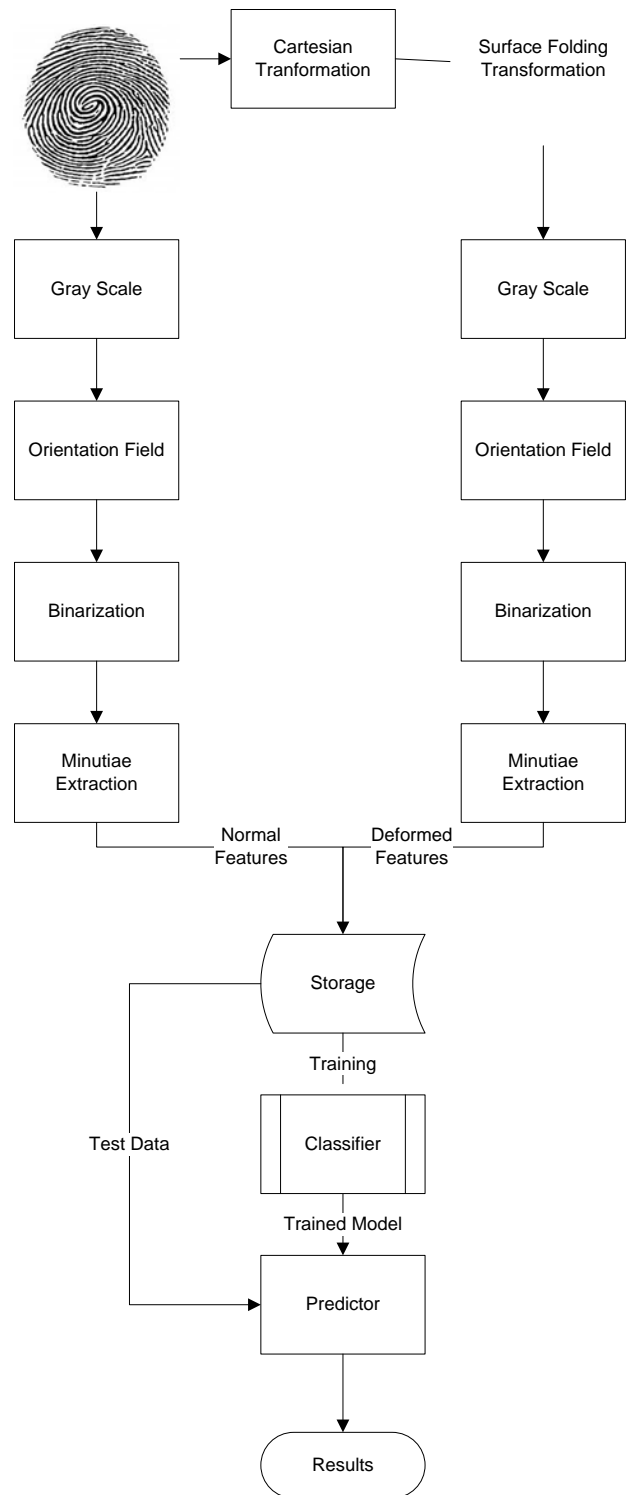 Cartesian
Tranformation
Surface Folding
Transformation
Gray Scale
Gray Scale
Orientation Field
Orientation Field
Binarization
Binarization
Minutiae
Extraction
Minutiae
Extraction
Normal
Features
Deformed
Features
Storage
Training
Test Data
Classifier
Trained Model
Predictor
Results